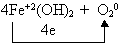 4Fe⁺²(OH)₂ + O₂⁰
4e